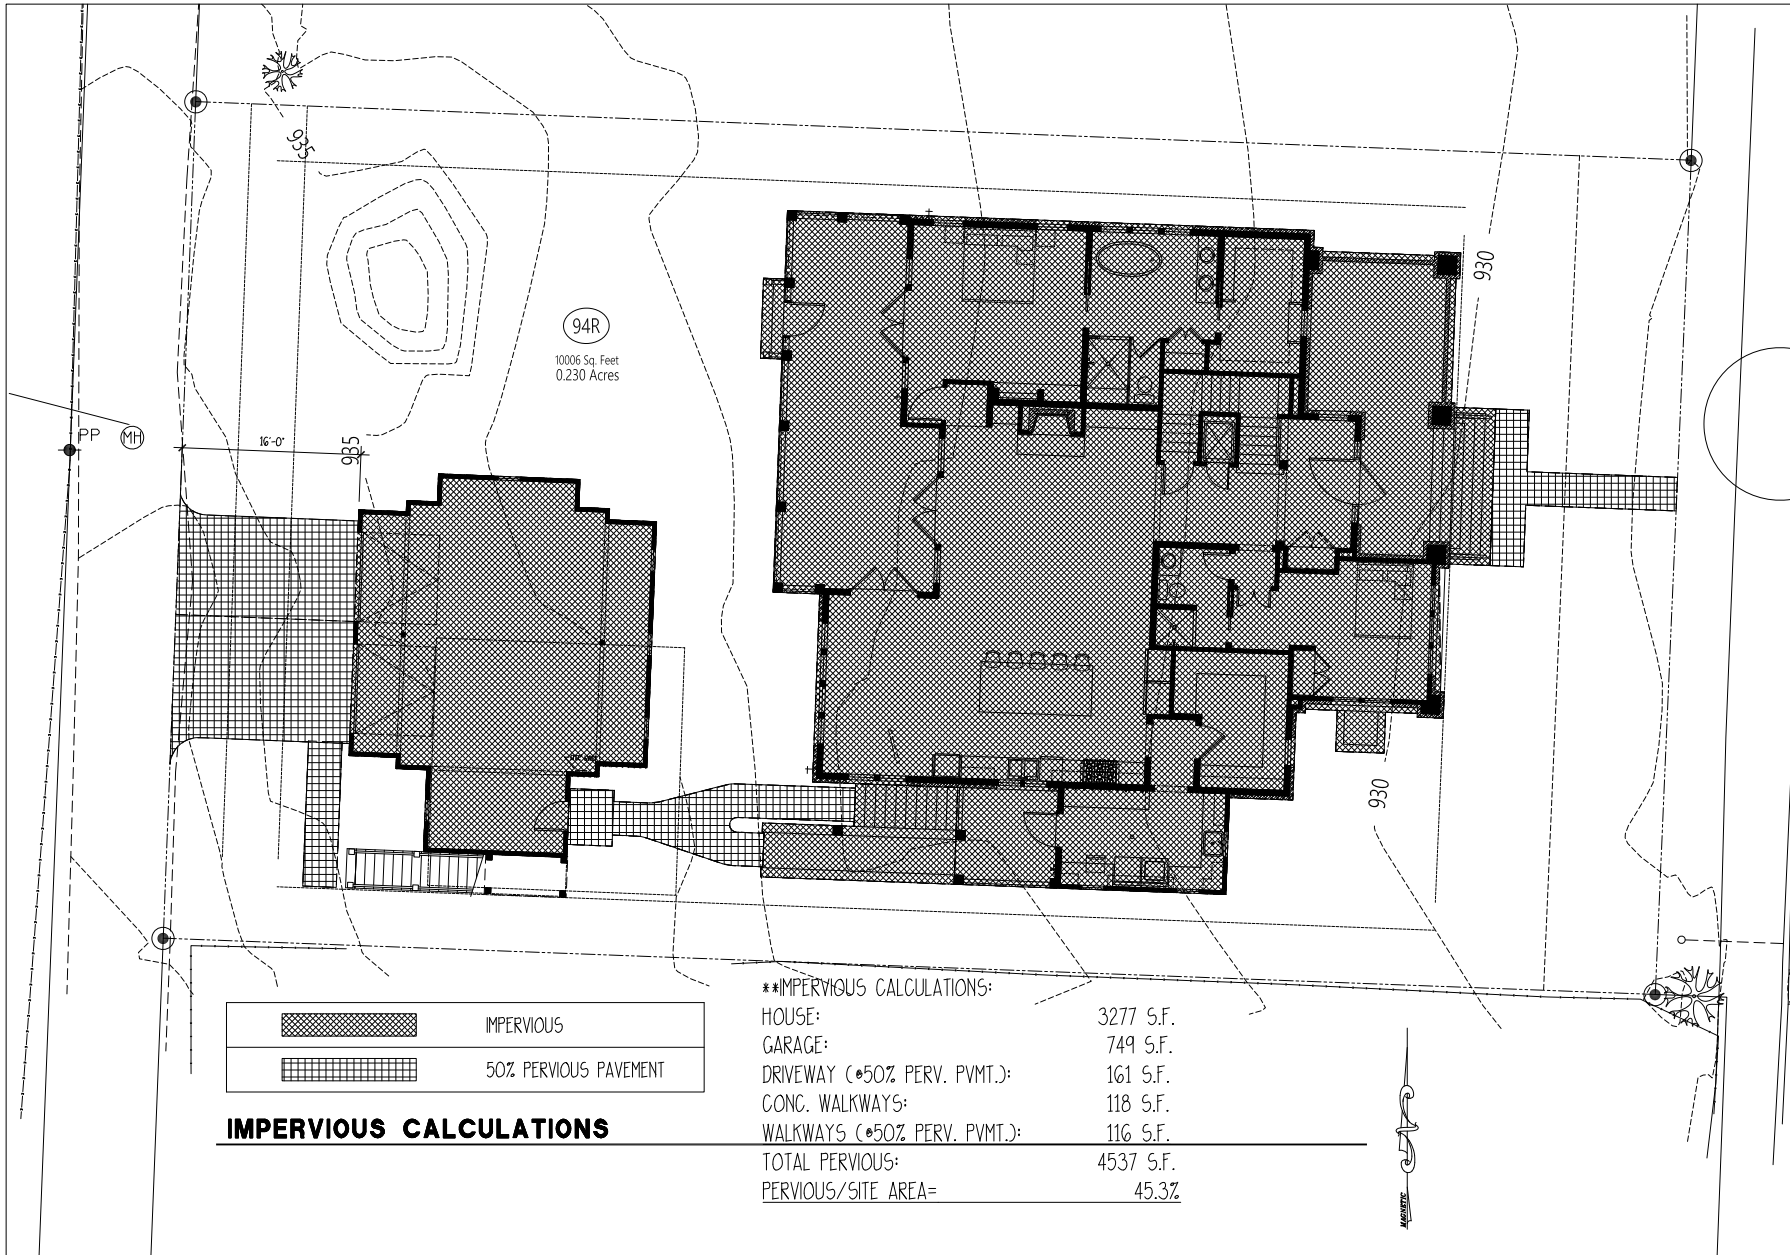 935
930
94R
10006 Sq. Feet
0.230 Acres
PP
MH
16'-0"
935
930
**IMPERVIOUS CALCULATIONS:
IMPERVIOUS
50% PERVIOUS PAVEMENT
IMPERVIOUS CALCULATIONS
HOUSE: 3277 S.F.
GARAGE: 749 S.F.
DRIVEWAY (@50% PERV. PVMT.): 161 S.F.
CONC. WALKWAYS: 118 S.F.
WALKWAYS (@50% PERV. PVMT.): 116 S.F.
TOTAL PERVIOUS: 4537 S.F.
PERVIOUS/SITE AREA= 45.3%
MAGNETIC